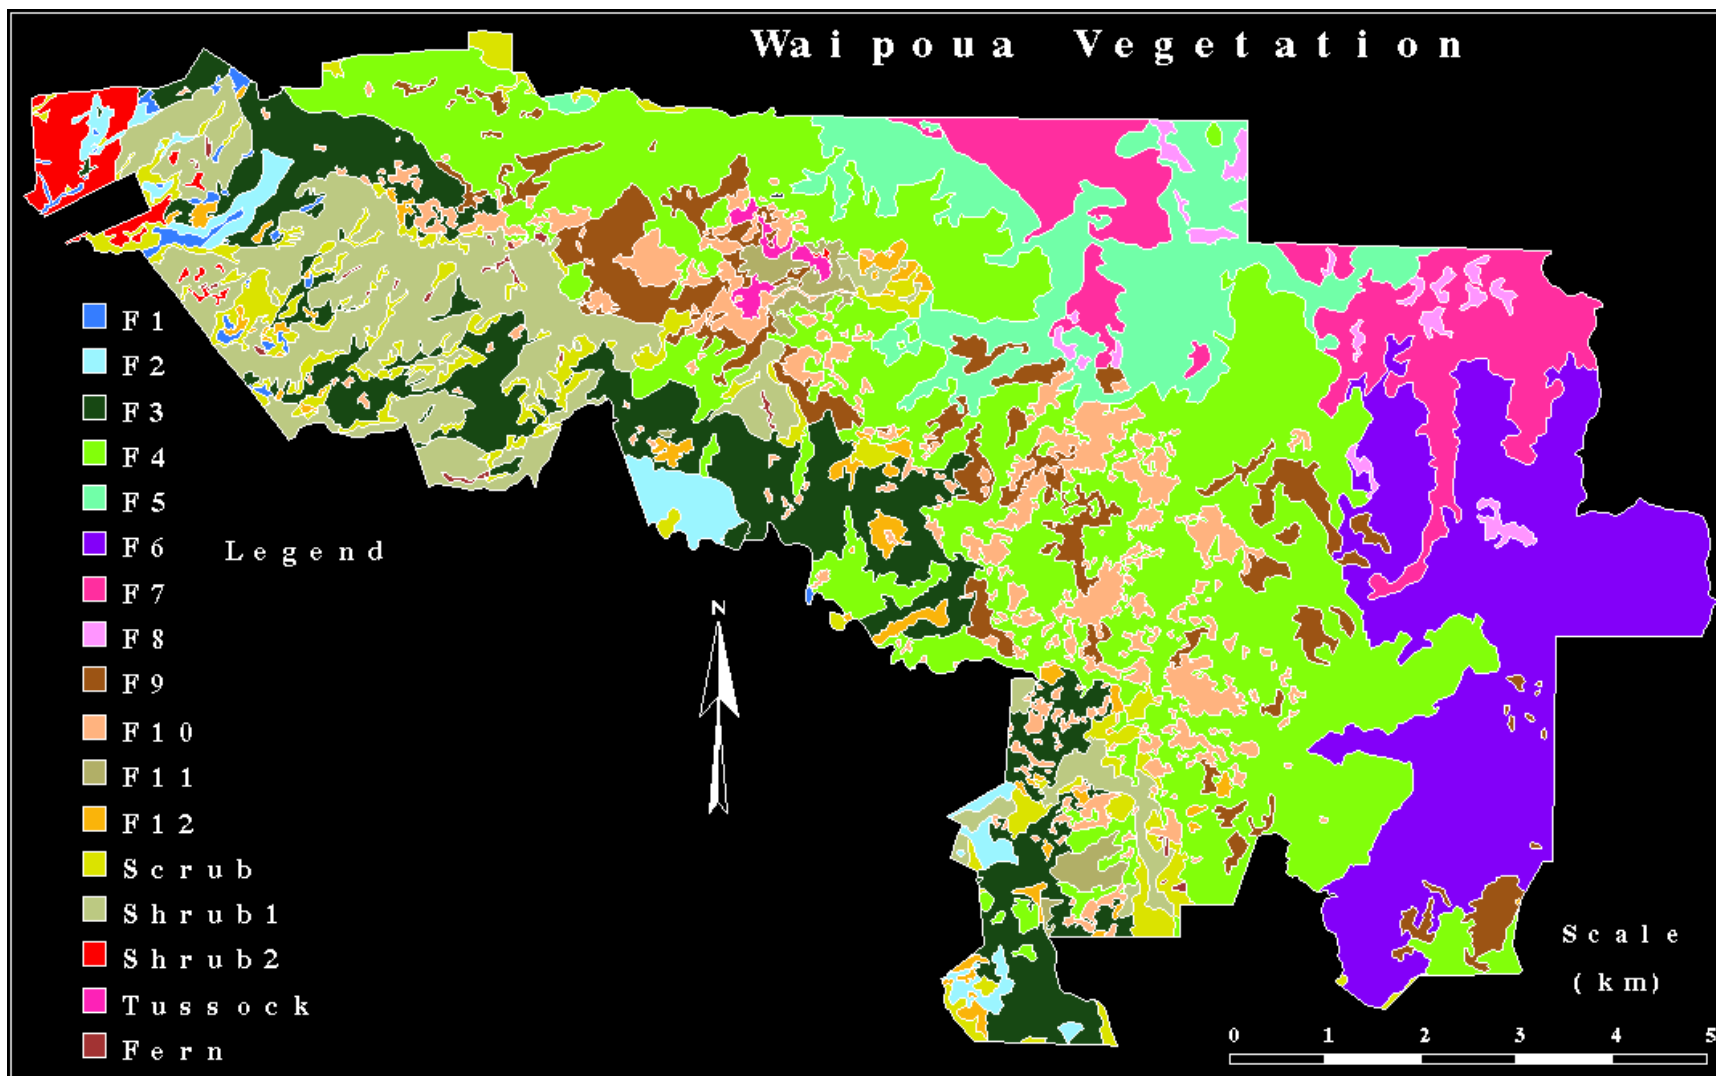 Waipoua Vegetation
F1
F2
F3
F4
F5
F6
Legend
F7
F8
N
F9
F10
F11
F12
Scrub
Shrub1
Shrub2
Tussock
Fern
Scale
(km)
0 1 2 3 4 5